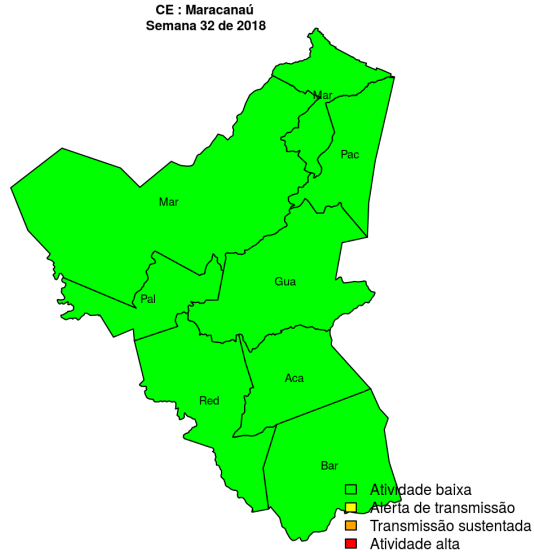 CE : Maracanaú
Semana 32 de 2018
Mar
Pac
Mar
Gua
Pal
Aca
Red
Bar
Atividade baixa
Alerta de transmissão
Transmissão sustentada
Atividade alta